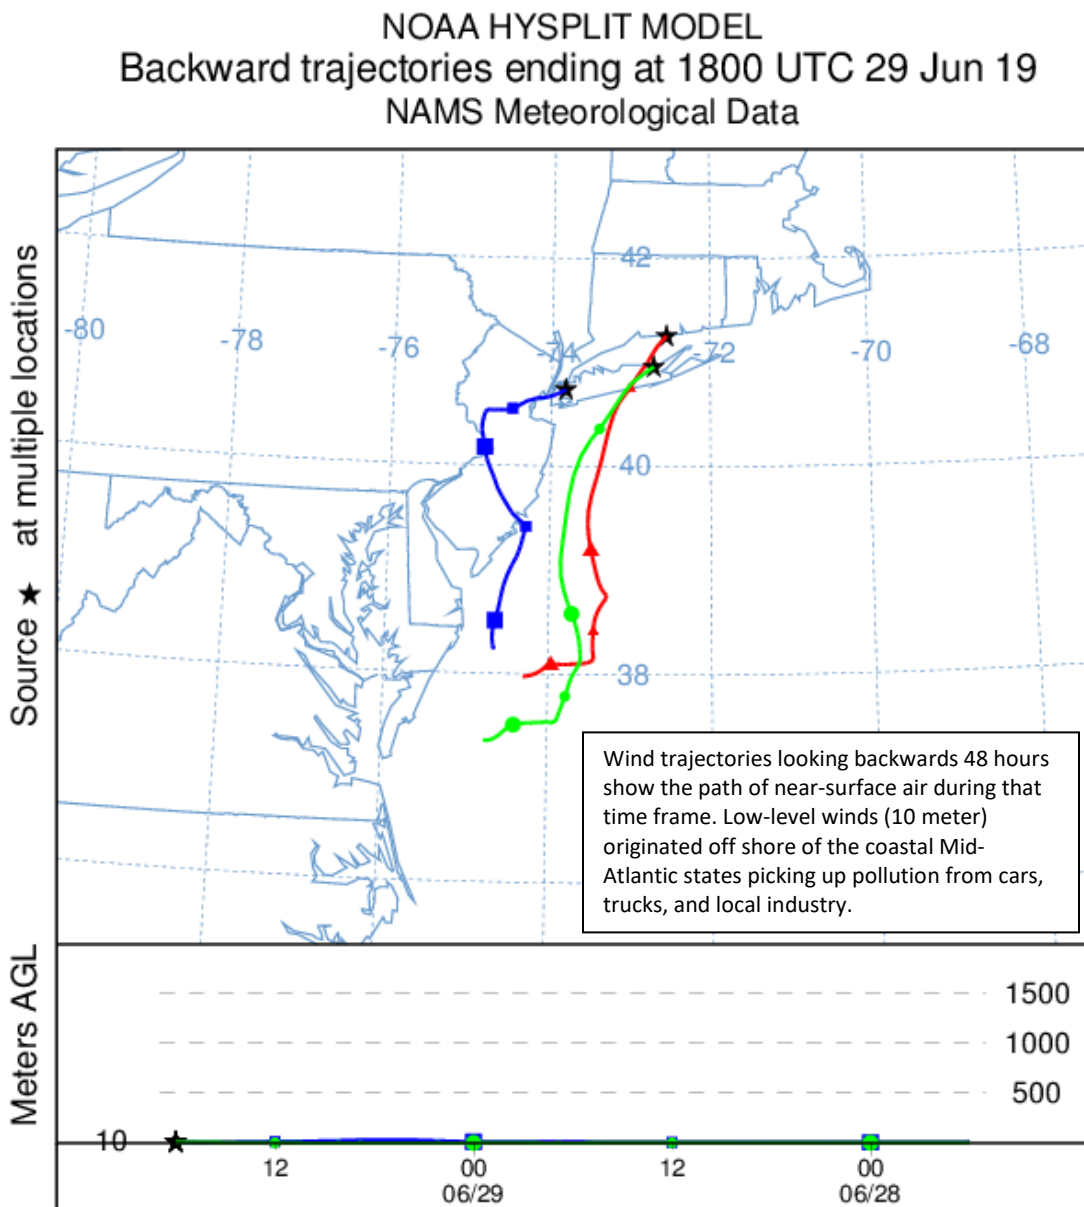 NOAA HYSPLIT MODEL
Backward trajectories ending at 1800 UTC 29 Jun 19
NAMS Meteorological Data
Source ★ at multiple locations
42
-80
-78
-76
-74
-72
-70
-68
40
38
Wind trajectories looking backwards 48 hours
show the path of near-surface air during that
time frame. Low-level winds (10 meter)
originated off shore of the coastal Mid-
Atlantic states picking up pollution from cars,
trucks, and local industry.
Meters AGL
1500
1000
500
10
12
00
12
00
06/29
06/28